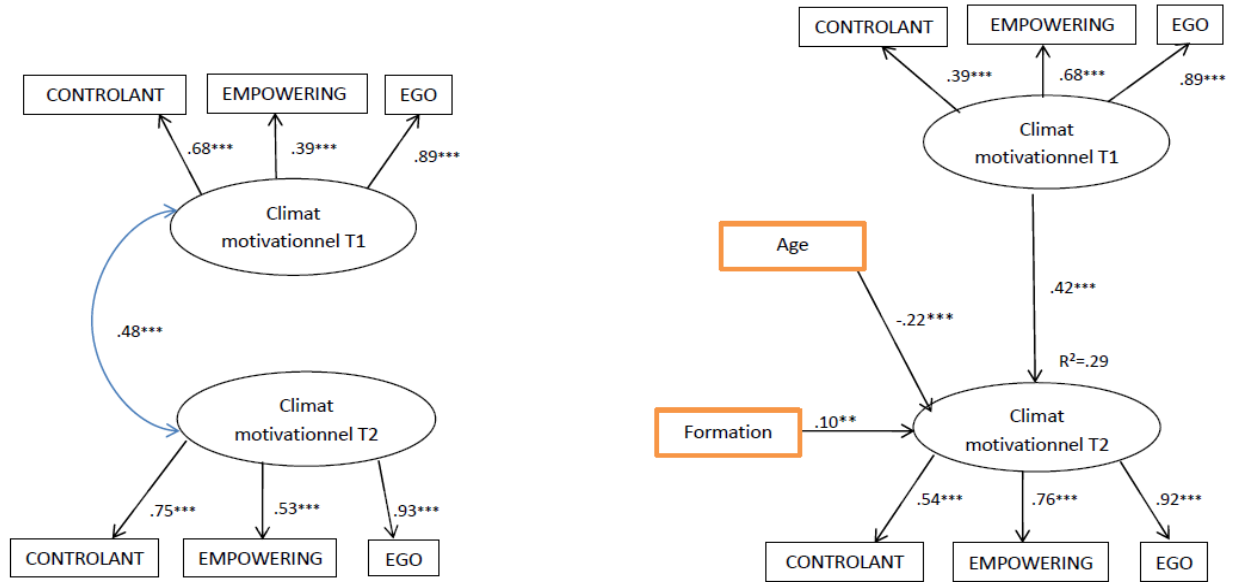 CONTROLANT
EMPOWERING
EGO
.68***
.39***
.89***
Climat
motivationnel T1
.48***
Climat
motivationnel T2
.75***
.53***
.93***
CONTROLANT
EMPOWERING
EGO
CONTROLANT
EMPOWERING
EGO
.39***
.68***
.89***
Climat
motivationnel T1
Age
.42***
-.22***
R²=.29
Formation
.10**
Climat
motivationnel T2
.54***
.76***
.92***
CONTROLANT
EMPOWERING
EGO